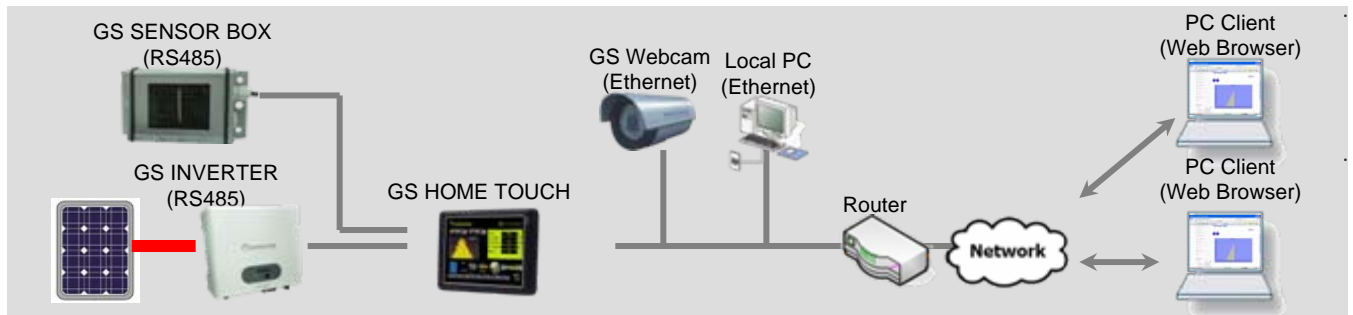 GS SENSOR BOX
(RS485)
GS INVERTER
(RS485)
GS HOME TOUCH
GS Webcam
(Ethernet)
Local PC
(Ethernet)
Router
Network
PC Client
(Web Browser)
PC Client
(Web Browser)